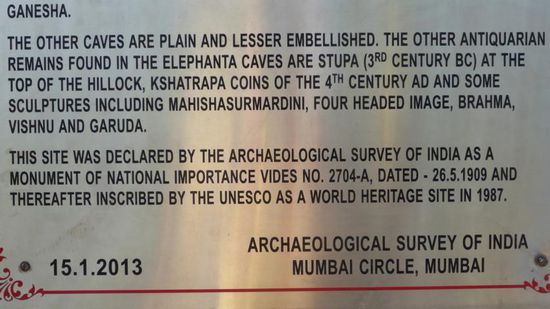 GANESHA.
THE OTHER CAVES ARE PLAIN AND LESSER EMBELLISHED. THE OTHER ANTIQUARIAN
REMAINS FOUND IN THE ELEPHANTA CAVES ARE STUPA (3RD CENTURY BC) AT THE
TOP OF THE HILLOCK, KSHATRAPA COINS OF THE 4TH CENTURY AD AND SOME
SCULPTURES INCLUDING MAHISHASURMARDINI, FOUR HEADED IMAGE, BRAHMA,
VISHNU AND GARUDA.
THIS SITE WAS DECLARED BY THE ARCHAEOLOGICAL SURVEY OF INDIA AS A
MONUMENT OF NATIONAL IMPORTANCE VIDES NO. 2704-A, DATED - 26.5.1909 AND
THEREAFTER INSCRIBED BY THE UNESCO AS A WORLD HERITAGE SITE IN 1987.
ARCHAEOLOGICAL SURVEY OF INDIA
15.1.2013 MUMBAI CIRCLE, MUMBAI